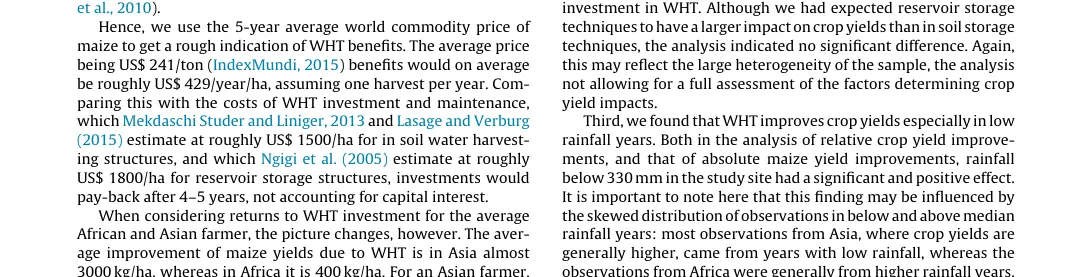 et al., 2010).
Hence, we use the 5-year average world commodity price of
maize to get a rough indication of WHT benefits. The average price
being US$ 241/ton (IndexMundi, 2015) benefits would on average
be roughly US$ 429/year/ha, assuming one harvest per year. Com-
paring this with the costs of WHT investment and maintenance,
which Mekdaschi Studer and Liniger, 2013 and Lasage and Verburg
(2015) estimate at roughly US$ 1500/ha for in soil water harvest-
ing structures, and which Ngigi et al. (2005) estimate at roughly
US$ 1800/ha for reservoir storage structures, investments would
pay-back after 4–5 years, not accounting for capital interest.
When considering returns to WHT investment for the average
African and Asian farmer, the picture changes, however. The aver-
age improvement of maize yields due to WHT is in Asia almost
3000 kg/ha, whereas in Africa it is 400 kg/ha. For an Asian farmer,
investment in WHT. Although we had expected reservoir storage
techniques to have a larger impact on crop yields than in soil storage
techniques, the analysis indicated no significant difference. Again,
this may reflect the large heterogeneity of the sample, the analysis
not allowing for a full assessment of the factors determining crop
yield impacts.
Third, we found that WHT improves crop yields especially in low
rainfall years. Both in the analysis of relative crop yield improve-
ments, and that of absolute maize yield improvements, rainfall
below 330 mm in the study site had a significant and positive effect.
It is important to note here that this finding may be influenced by
the skewed distribution of observations in below and above median
rainfall years: most observations from Asia, where crop yields are
generally higher, came from years with low rainfall, whereas the
observations from Africa were generally from higher rainfall years.